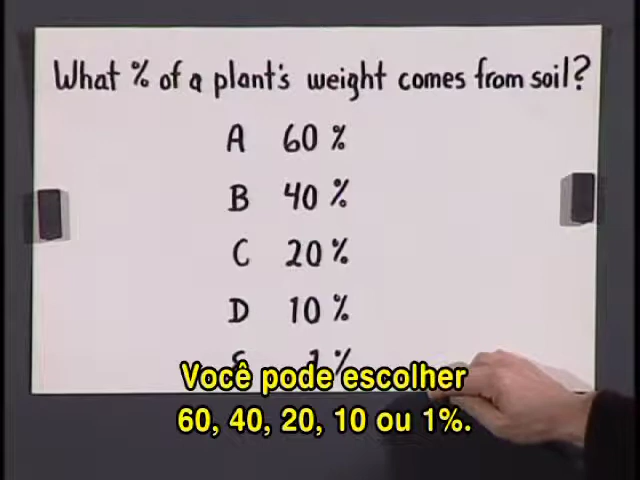 What % of a plant's weight comes from soil?
A 60 %
B 40 %
C 20 %
D 10 %
E 1 %
Você pode escolher
60, 40, 20, 10 ou 1%.